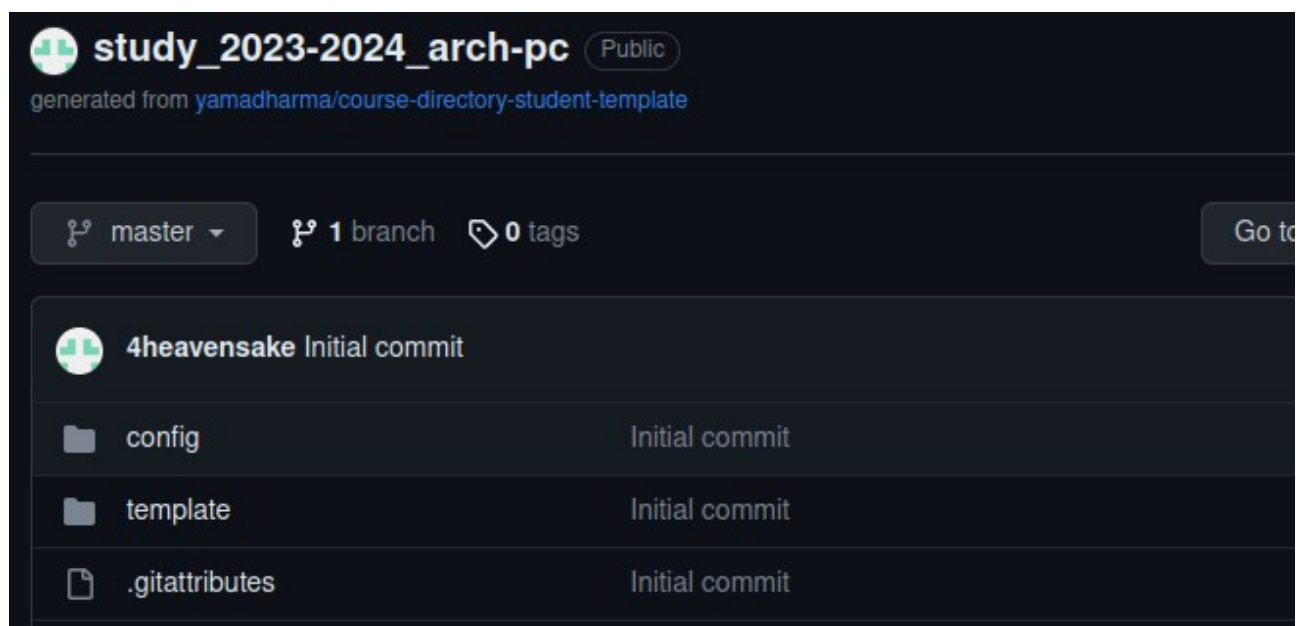 study_2023-2024_arch-pc Public
generated from yamadharma/course-directory-student-template
master 1 branch 0 tags Go to
4heavensake Initial commit
config Initial commit
template Initial commit
.gitattributes Initial commit